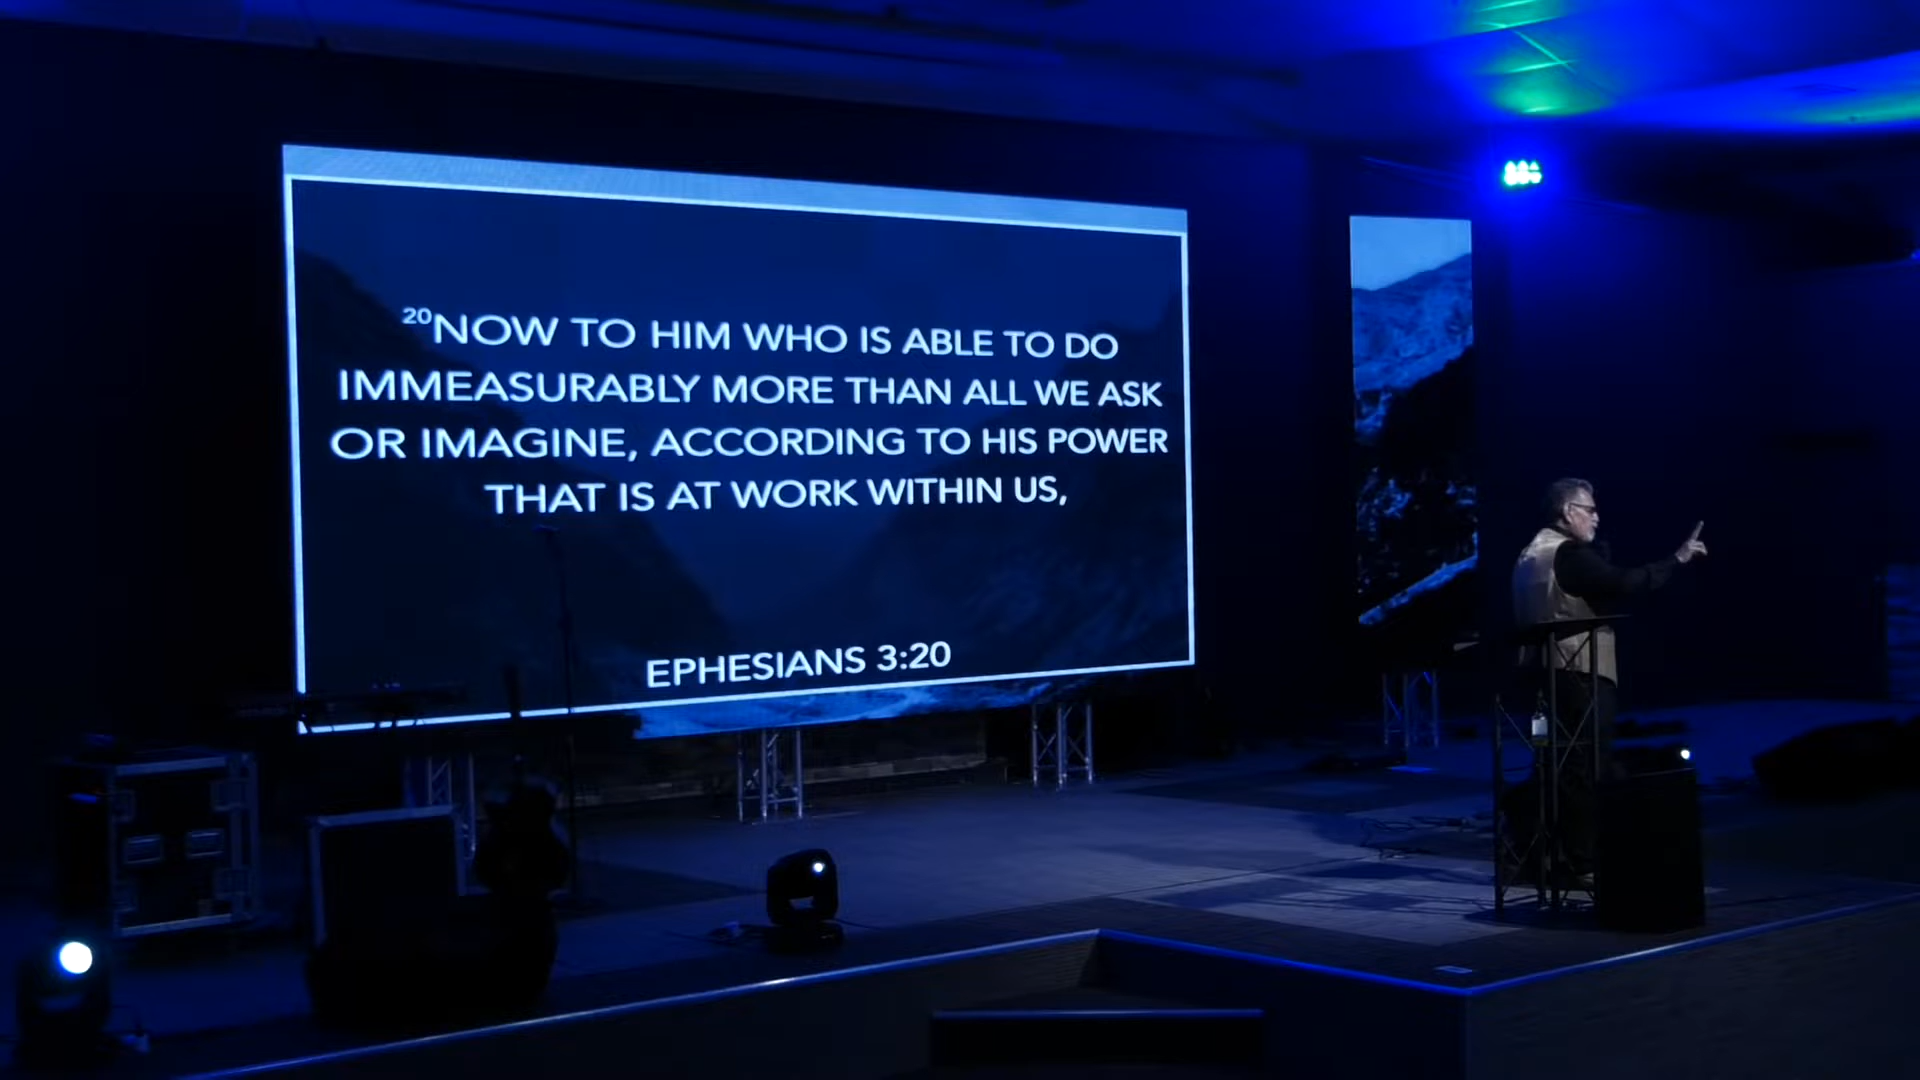 ²⁰NOW TO HIM WHO IS ABLE TO DO
IMMEASURABLY MORE THAN ALL WE ASK
OR IMAGINE, ACCORDING TO HIS POWER
THAT IS AT WORK WITHIN US,
EPHESIANS 3:20